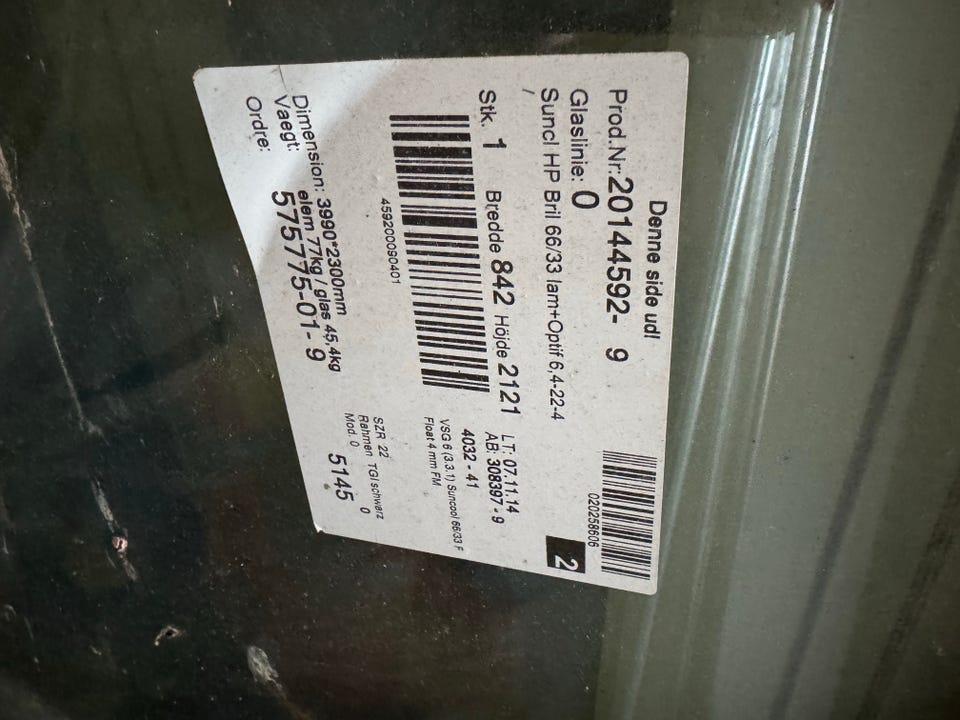 Denne side ud!
Prod.Nr:20144592- 9
Glaslinie: 0
Suncl HP Bril 66/33 lam+Optif 6,4-22-4
/
020258606
2
Stk. 1 Bredde 842 Höjde 2121
LT: 07.11.14
AB: 308397 - 9
4032 - 41
VSG 6 (3.3.1) Suncool 66/33 F
Float 4 mm FM
459200090401
SZR 22
Rahmen TGI schwarz
Mod. 0 0
5145
Dimension: 3990*2300mm
Vaegt: elem 77kg / glas 45,4kg
Ordre: 575775-01- 9